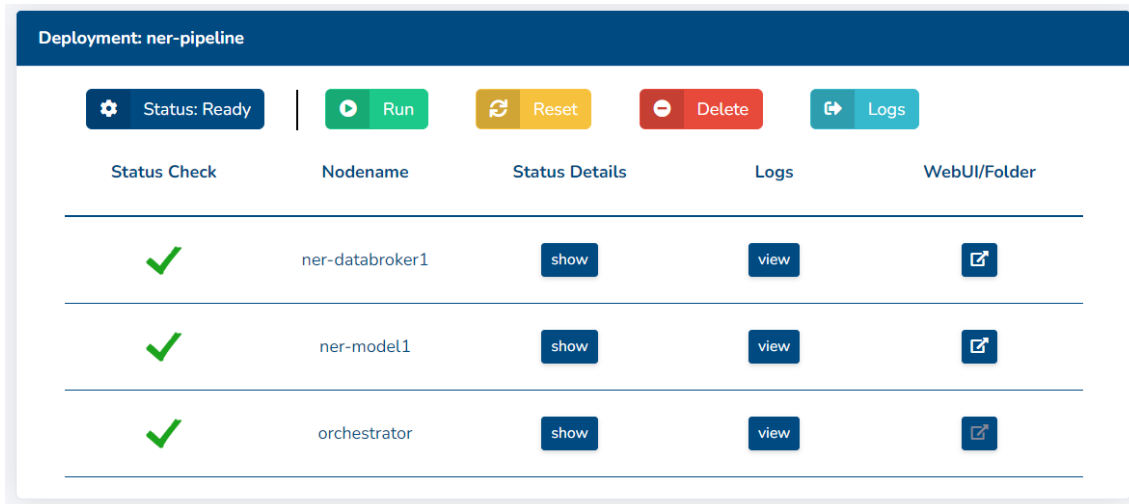 Deployment: ner-pipeline
Status: Ready Run Reset Delete Logs
Status Check Nodename Status Details Logs WebUI/Folder
ner-databroker1 show view
ner-model1 show view
orchestrator show view